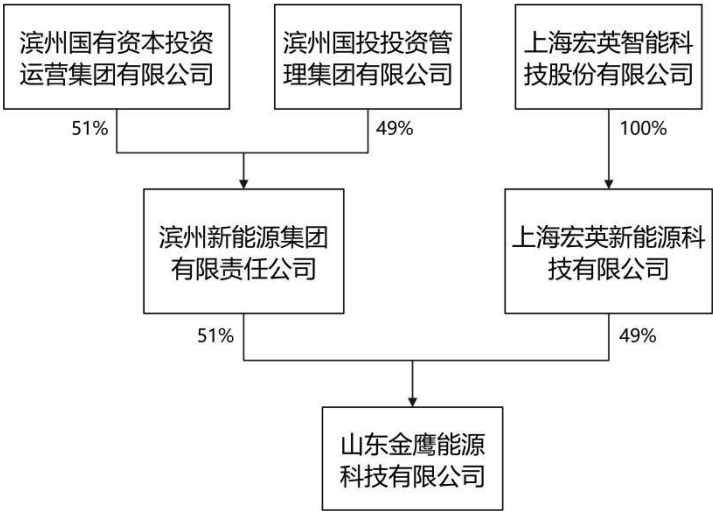 滨州国有资本投资
运营集团有限公司
滨州国投投资管
理集团有限公司
上海宏英智能科
技股份有限公司
51%
49%
100%
滨州新能源集团
有限责任公司
上海宏英新能源科
技有限公司
51%
49%
山东金鹰能源
科技有限公司